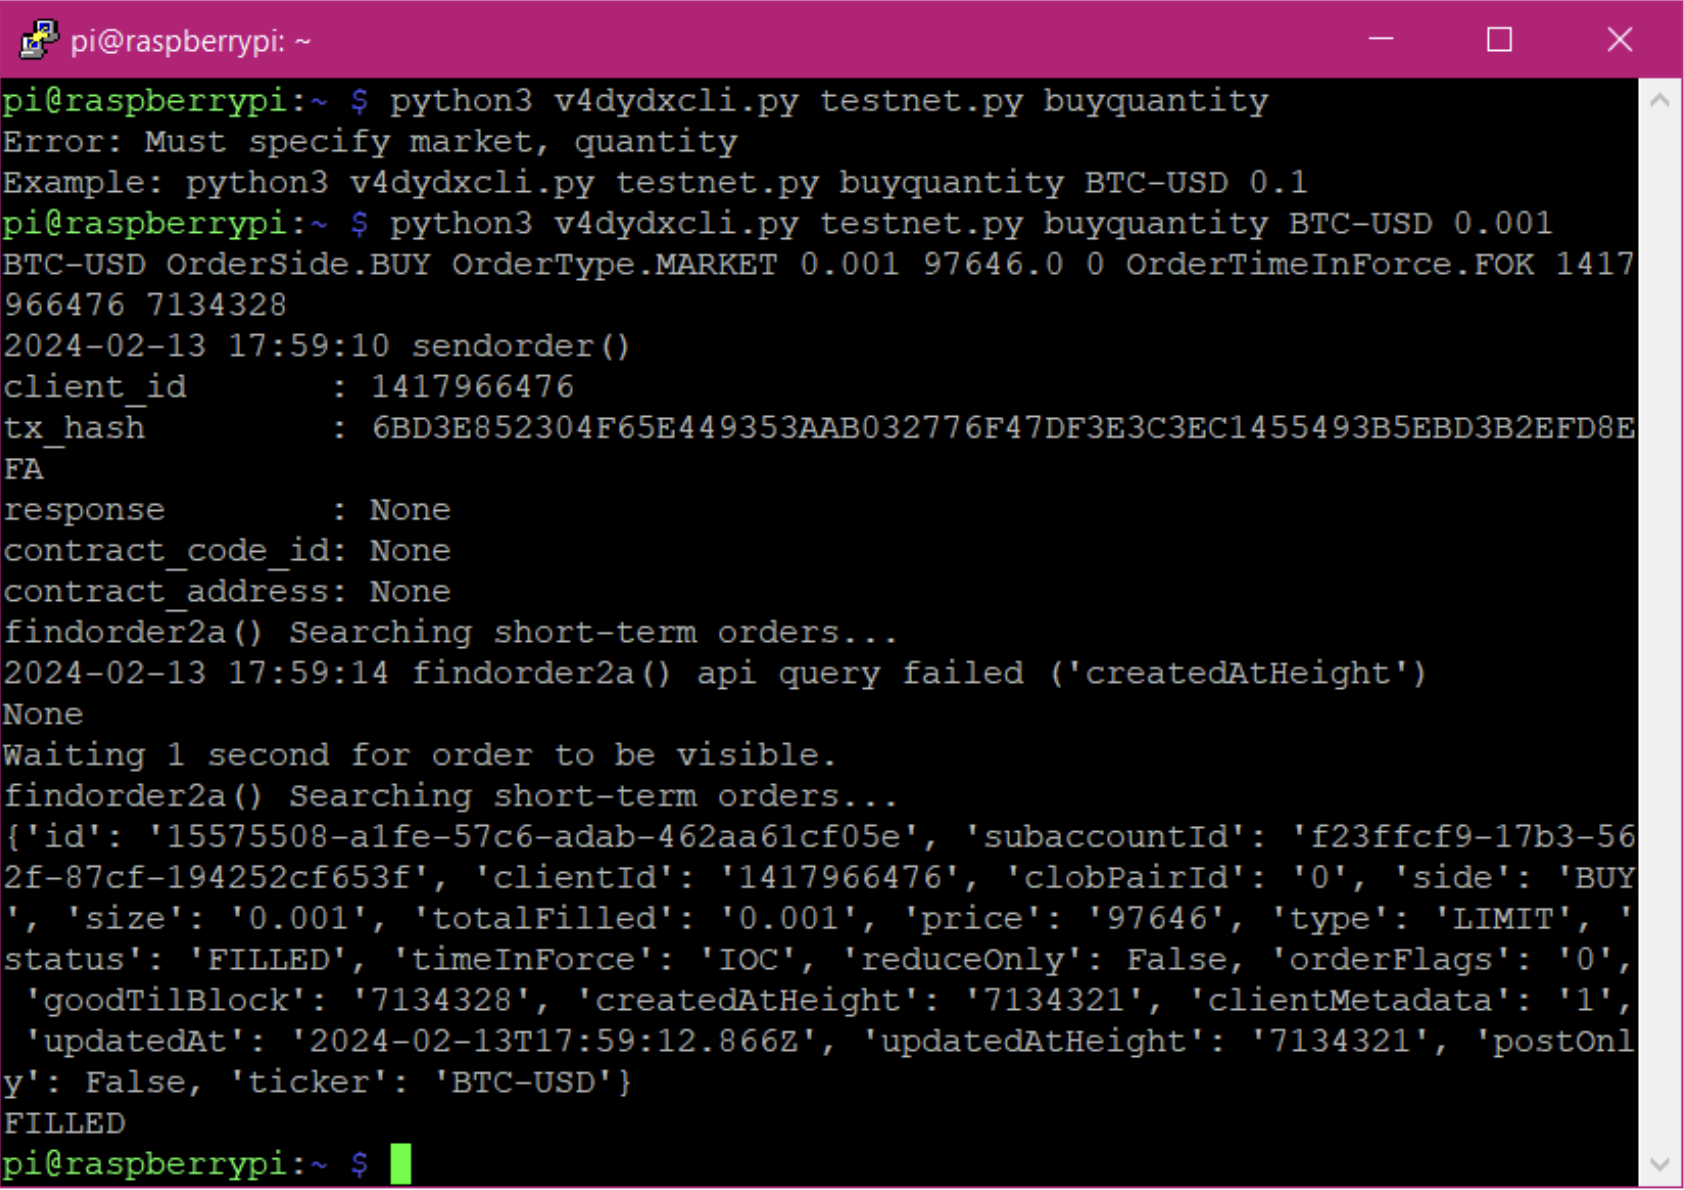 pi@raspberrypi: ~
pi@raspberrypi:~ $ python3 v4dydxcli.py testnet.py buyquantity
Error: Must specify market, quantity
Example: python3 v4dydxcli.py testnet.py buyquantity BTC-USD 0.1
pi@raspberrypi:~ $ python3 v4dydxcli.py testnet.py buyquantity BTC-USD 0.001
BTC-USD OrderSide.BUY OrderType.MARKET 0.001 97646.0 0 OrderTimeInForce.FOK 1417
966476 7134328
2024-02-13 17:59:10 sendorder()
client_id       : 1417966476
tx_hash         : 6BD3E852304F65E449353AAB032776F47DF3E3C3EC1455493B5EBD3B2EFD8E
FA
response        : None
contract_code_id: None
contract_address: None
findorder2a() Searching short-term orders...
2024-02-13 17:59:14 findorder2a() api query failed ('createdAtHeight')
None
Waiting 1 second for order to be visible.
findorder2a() Searching short-term orders...
{'id': '15575508-a1fe-57c6-adab-462aa61cf05e', 'subaccountId': 'f23ffcf9-17b3-56
2f-87cf-194252cf653f', 'clientId': '1417966476', 'clobPairId': '0', 'side': 'BUY
', 'size': '0.001', 'totalFilled': '0.001', 'price': '97646', 'type': 'LIMIT', '
status': 'FILLED', 'timeInForce': 'IOC', 'reduceOnly': False, 'orderFlags': '0',
 'goodTilBlock': '7134328', 'createdAtHeight': '7134321', 'clientMetadata': '1',
 'updatedAt': '2024-02-13T17:59:12.866Z', 'updatedAtHeight': '7134321', 'postOnl
y': False, 'ticker': 'BTC-USD'}
FILLED
pi@raspberrypi:~ $